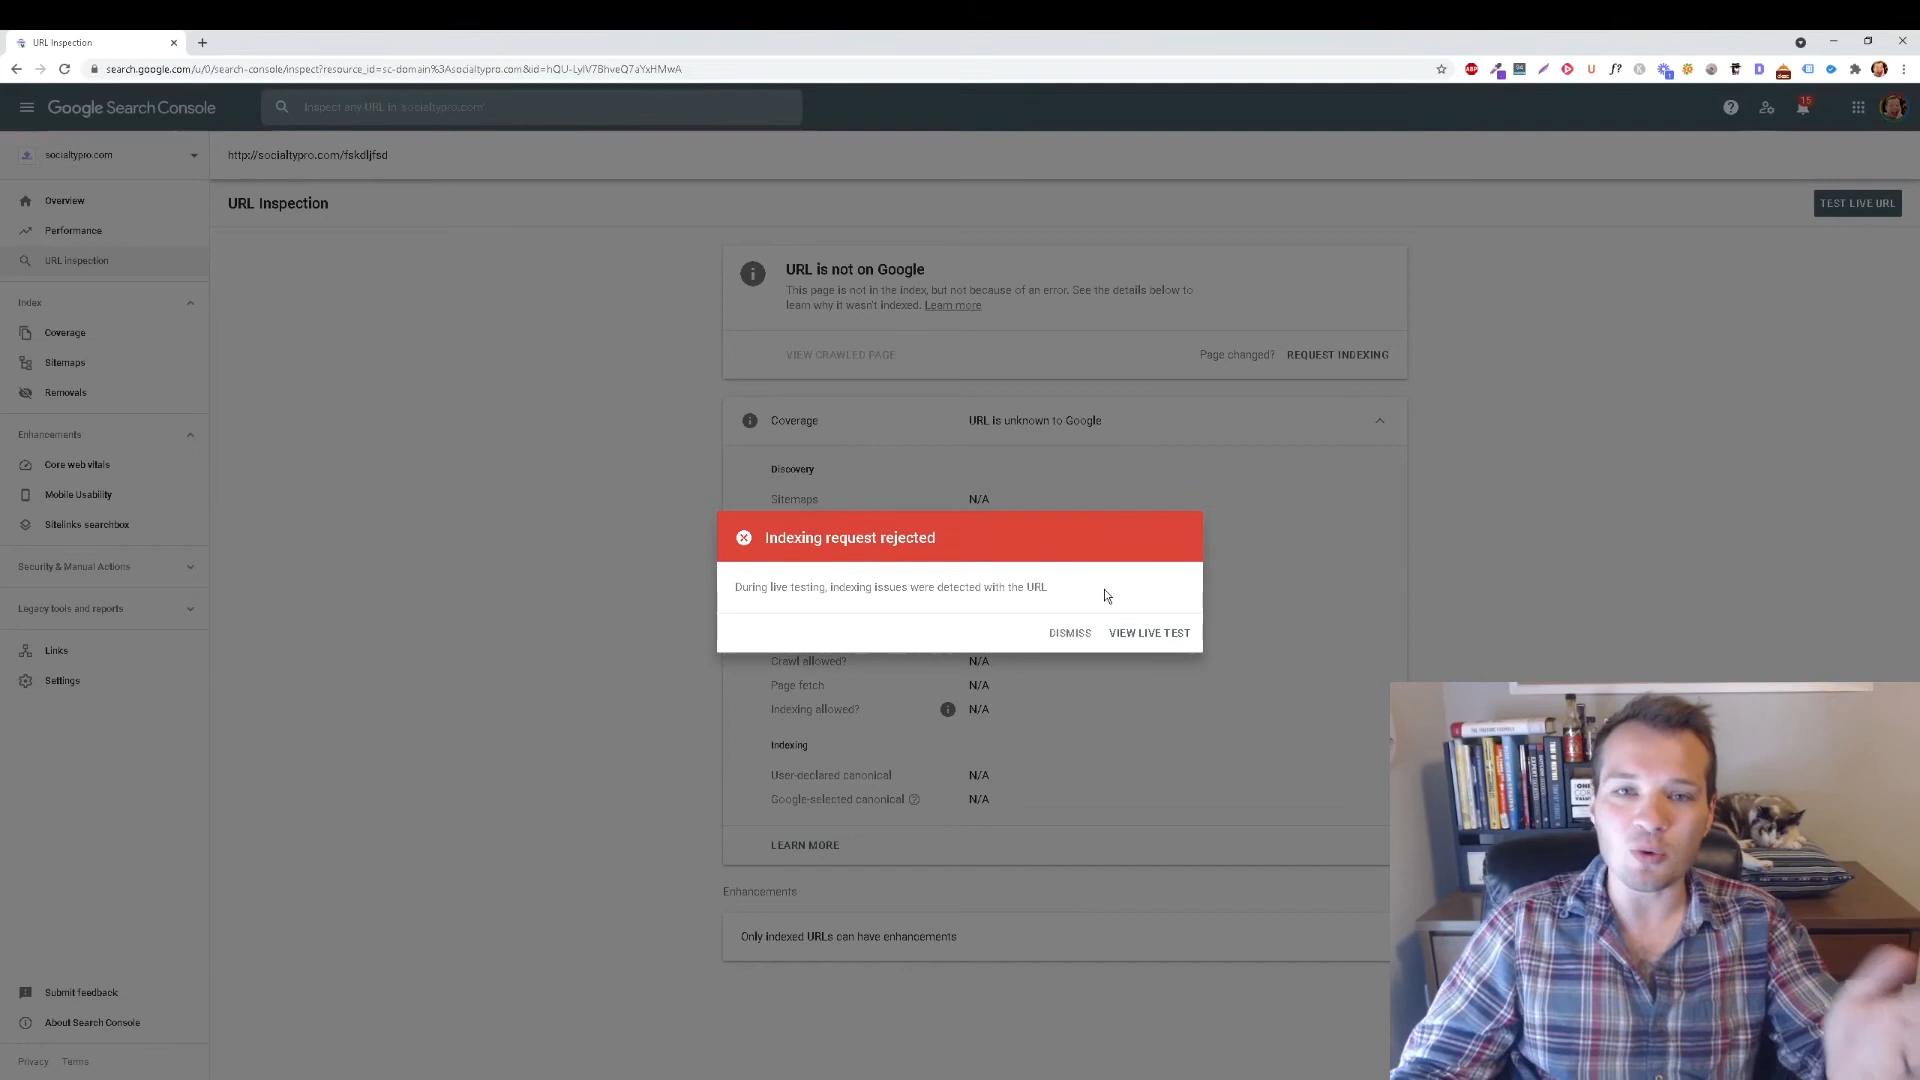 URL Inspection
search.google.com/u/0/search-console/inspect?resource_id=sc-domain%3Asocialtypro.com&id=hQU-LyIV7BhveQ7aYxHMwA
Google Search Console
Inspect any URL in 'socialtypro.com'
15
socialtypro.com
http://socialtypro.com/fskdljfsd
Overview
Performance
URL inspection
Index
Coverage
Sitemaps
Removals
Enhancements
Core web vitals
Mobile Usability
Sitelinks searchbox
Security & Manual Actions
Legacy tools and reports
Links
Settings
Submit feedback
About Search Console
Privacy Terms
URL Inspection
TEST LIVE URL
URL is not on Google
This page is not in the index, but not because of an error. See the details below to
learn why it wasn't indexed. Learn more
VIEW CRAWLED PAGE
Page changed? REQUEST INDEXING
Coverage URL is unknown to Google
Discovery
Sitemaps N/A
Indexing request rejected
During live testing, indexing issues were detected with the URL
DISMISS VIEW LIVE TEST
Crawl allowed? N/A
Page fetch N/A
Indexing allowed? N/A
Indexing
User-declared canonical N/A
Google-selected canonical N/A
LEARN MORE
Enhancements
Only indexed URLs can have enhancements